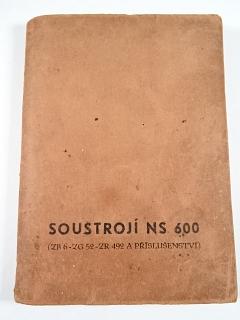 SOUSTROJÍ NS 600
(ZB 6-ZG 52-ZR 492 A PŘÍSLUŠENSTVÍ)